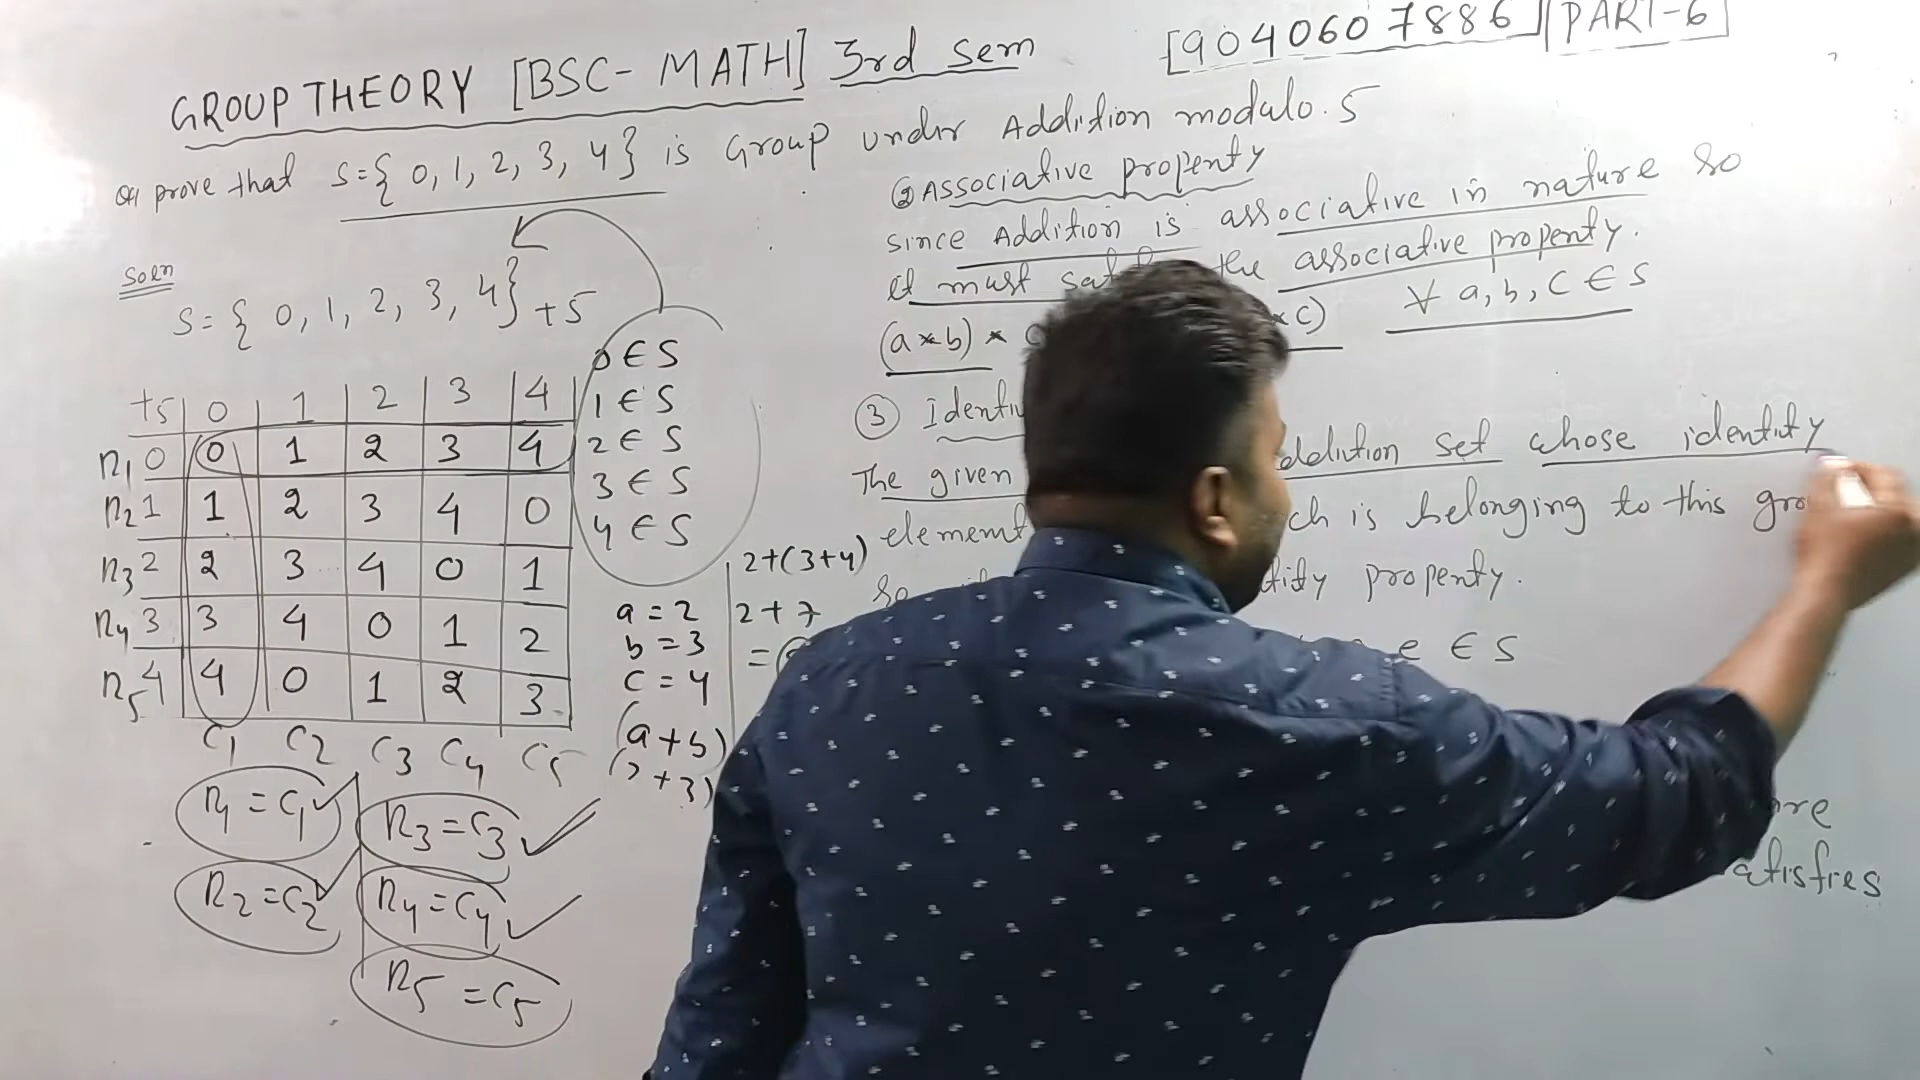 GROUP THEORY [BSC- MATH] 3rd Sem
[9040607886] [PART-6]
Q1 prove that S={ 0, 1, 2, 3, 4 } is Group under Addition modulo. 5
Soln
S={ 0, 1, 2, 3, 4 } +5
+5 0 1 2 3 4
R1 0 0 1 2 3 4
R2 1 1 2 3 4 0
R3 2 2 3 4 0 1
R4 3 3 4 0 1 2
R5 4 4 0 1 2 3
C1 C2 C3 C4 C5
R1 = C1
R2 = C2
R3 = C3
R4 = C4
R5 = C5
0 ∈ S
1 ∈ S
2 ∈ S
3 ∈ S
4 ∈ S
a = 2
b = 3
c = 4
(a+b)
(2+3)
2+(3+4)
2+7
=
② Associative property
Since Addition is associative in nature so
it must the associative property.
(a*b)* *c) ∀ a, b, c ∈ S
③
The given set whose identity
element is belonging to this
so property.
e ∈ S